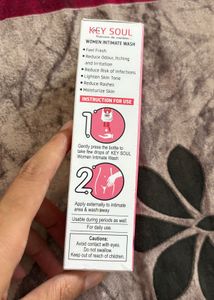 KEY SOUL
WOMEN INTIMATE WASH
• Feel Fresh
• Reduce Odour, Itching
and Irritation
• Reduce Risk of Infections
• Lighten Skin Tone
• Reduce Rashes
• Moisturize Skin
INSTRUCTION FOR USE
1
Gently press the bottle to
take few drops of KEY SOUL
Women Intimate Wash
2
Apply externally to intimate
area & wash away
Usable during periods as well.
For daily use.
Cautions:
Avoid contact with eyes.
Do not swallow.
Keep out of reach of children.